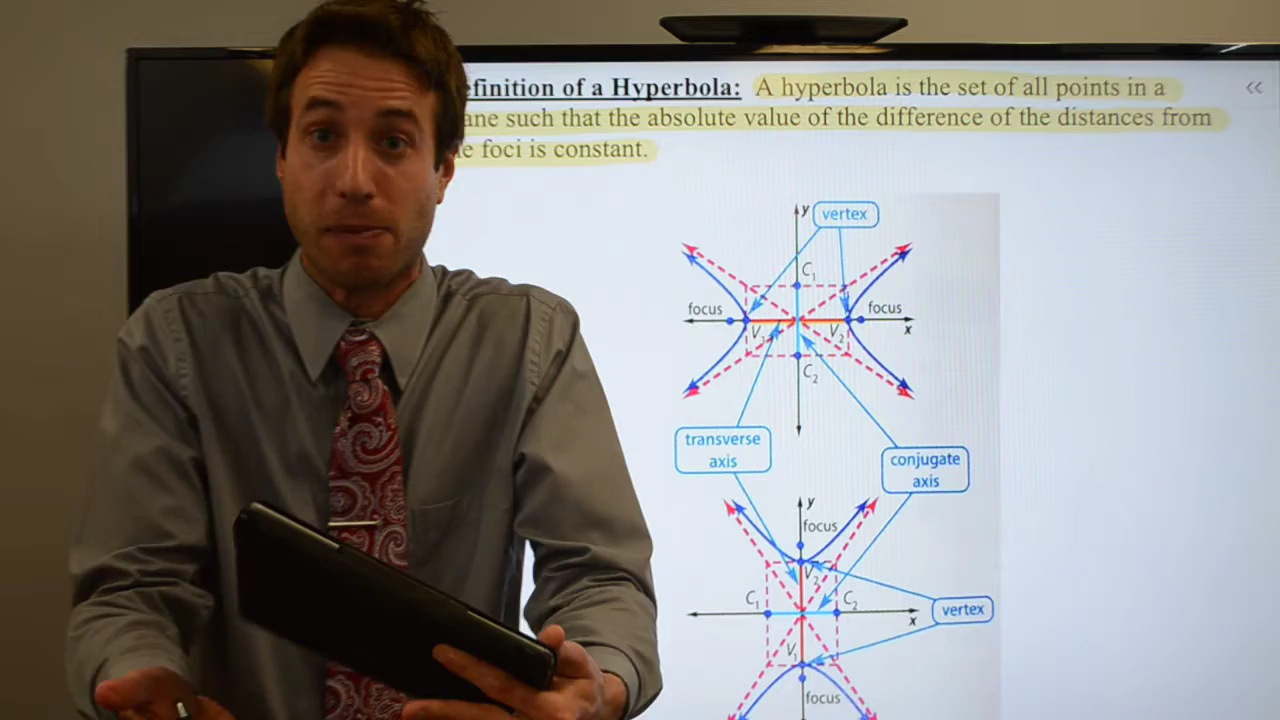 efinition of a Hyperbola: A hyperbola is the set of all points in a
ane such that the absolute value of the difference of the distances from
e foci is constant.
«
y
vertex
C1
focus
focus
V1
V2
x
C2
transverse
axis
conjugate
axis
y
focus
V2
C1
C2
vertex
x
V1
focus